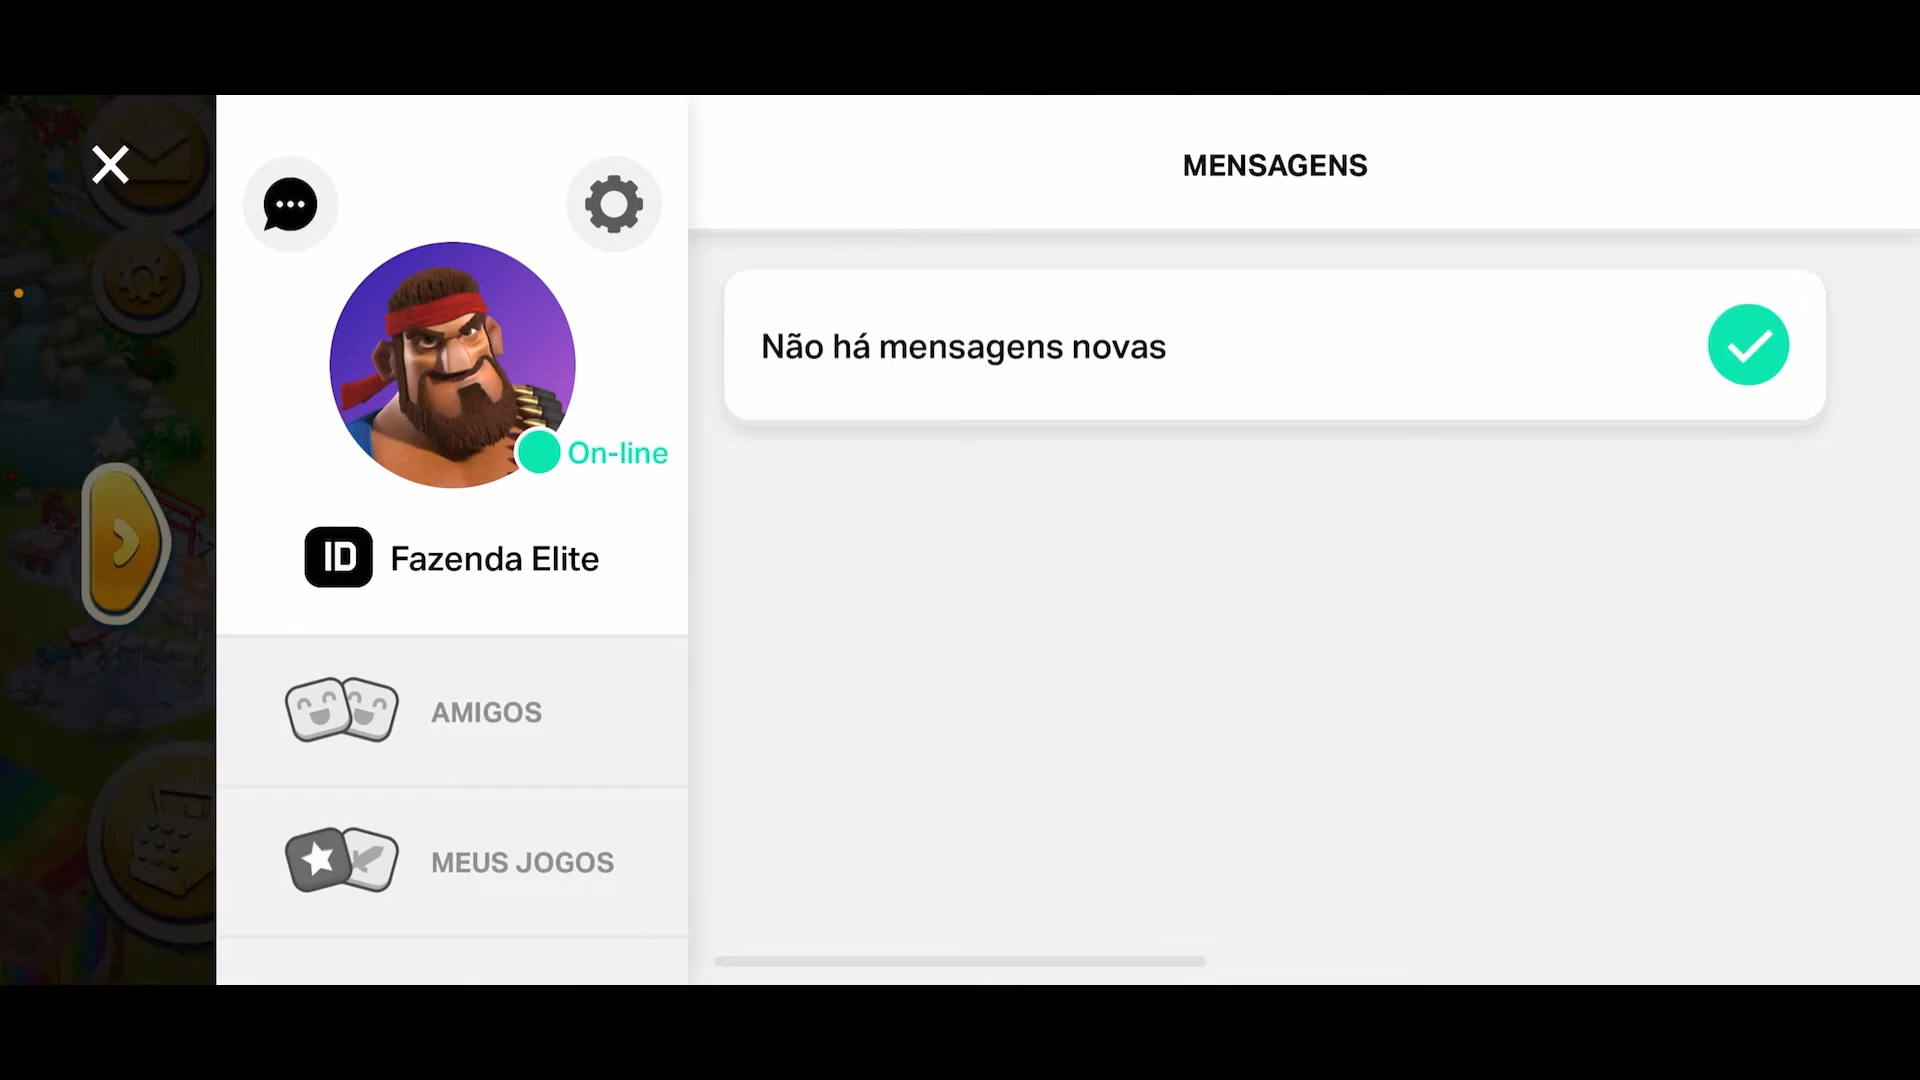 MENSAGENS
Não há mensagens novas
On-line
ID Fazenda Elite
AMIGOS
MEUS JOGOS